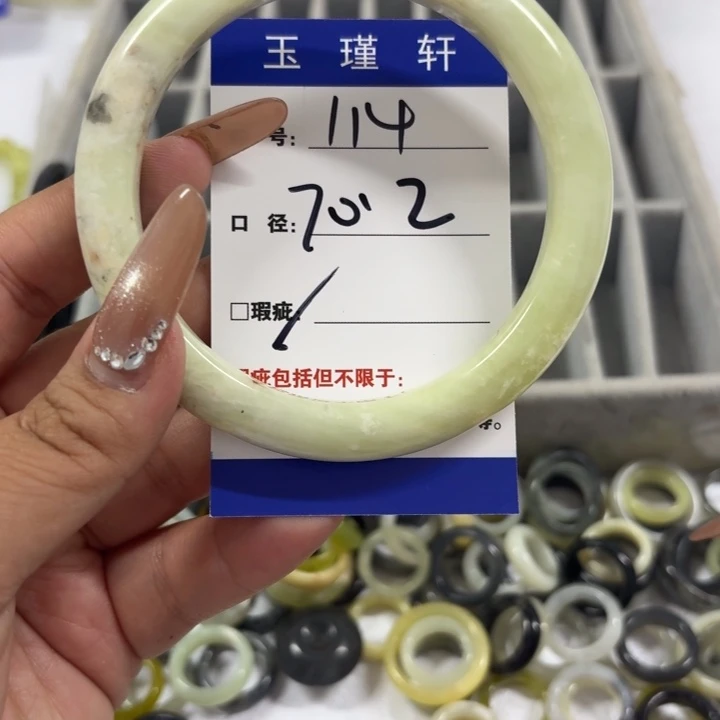 玉瑾轩
号: 114
口 径: 70.2
□瑕疵: /
疵包括但不限于: